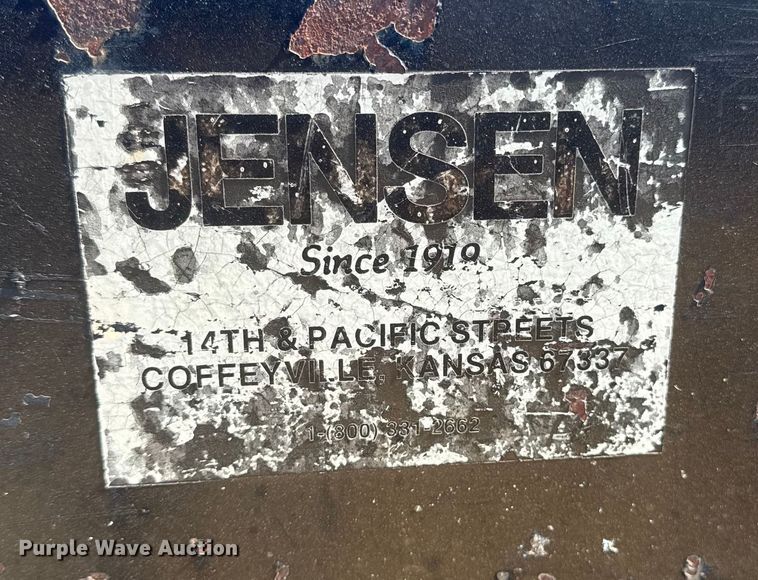 JENSEN
Since 1919
14TH & PACIFIC STREETS
COFFEYVILLE, KANSAS 67337
1-(800) 331-2662
Purple Wave Auction